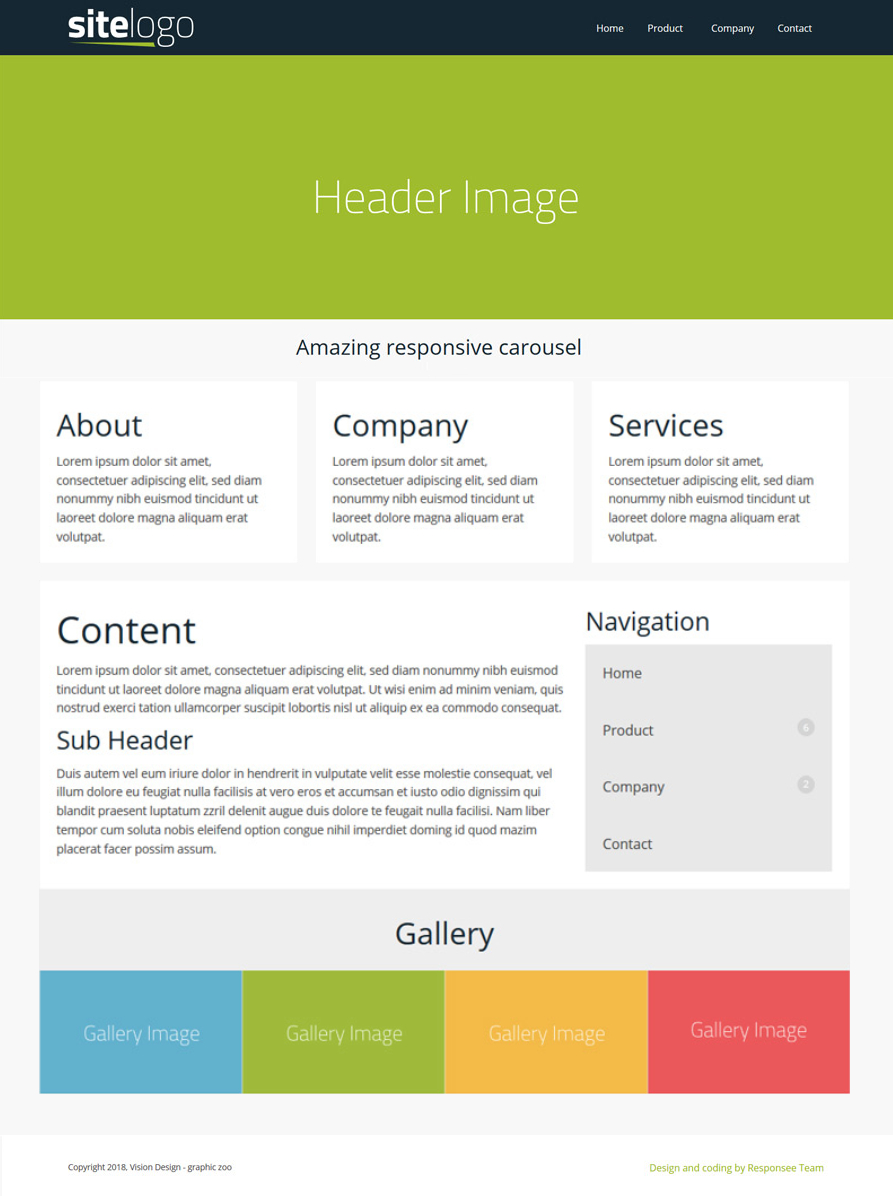 sitelogo
Home Product Company Contact
Header Image
Amazing responsive carousel
About
Lorem ipsum dolor sit amet,
consectetuer adipiscing elit, sed diam
nonummy nibh euismod tincidunt ut
laoreet dolore magna aliquam erat
volutpat.
Company
Lorem ipsum dolor sit amet,
consectetuer adipiscing elit, sed diam
nonummy nibh euismod tincidunt ut
laoreet dolore magna aliquam erat
volutpat.
Services
Lorem ipsum dolor sit amet,
consectetuer adipiscing elit, sed diam
nonummy nibh euismod tincidunt ut
laoreet dolore magna aliquam erat
volutpat.
Content
Lorem ipsum dolor sit amet, consectetuer adipiscing elit, sed diam nonummy nibh euismod
tincidunt ut laoreet dolore magna aliquam erat volutpat. Ut wisi enim ad minim veniam, quis
nostrud exerci tation ullamcorper suscipit lobortis nisl ut aliquip ex ea commodo consequat.
Sub Header
Duis autem vel eum iriure dolor in hendrerit in vulputate velit esse molestie consequat, vel
illum dolore eu feugiat nulla facilisis at vero eros et accumsan et iusto odio dignissim qui
blandit praesent luptatum zzril delenit augue duis dolore te feugait nulla facilisi. Nam liber
tempor cum soluta nobis eleifend option congue nihil imperdiet doming id quod mazim
placerat facer possim assum.
Navigation
Home
Product 6
Company 2
Contact
Gallery
Gallery Image Gallery Image Gallery Image Gallery Image
Copyright 2018, Vision Design - graphic zoo
Design and coding by Responsee Team